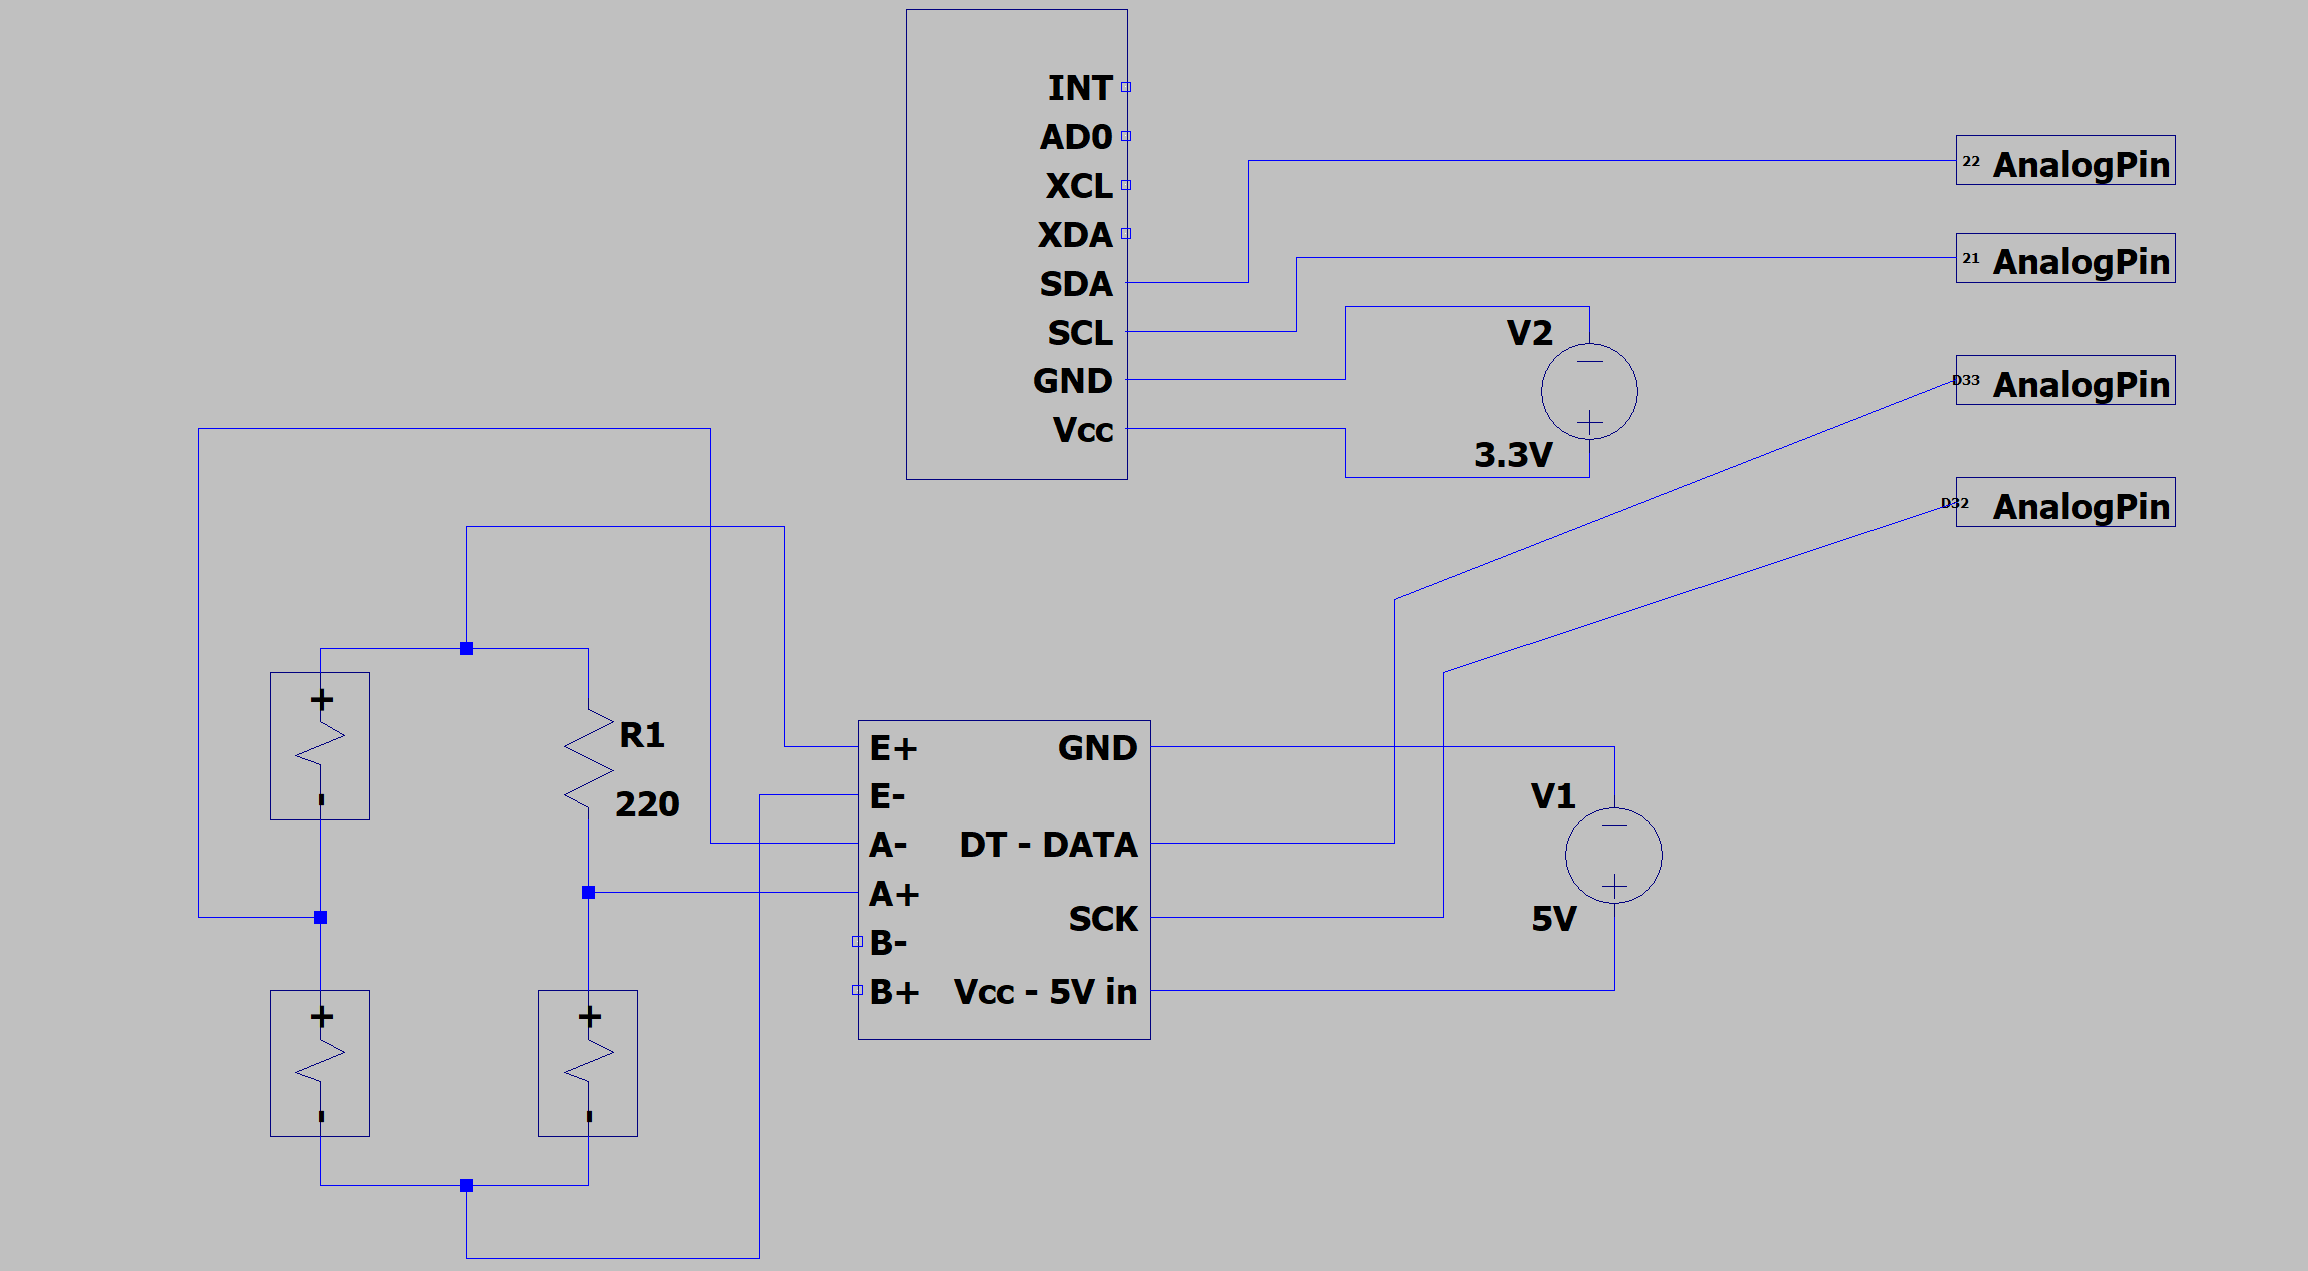 INT
AD0
XCL
XDA
SDA
SCL
GND
Vcc
22 AnalogPin
21 AnalogPin
D33 AnalogPin
D32 AnalogPin
V2
3.3V
+
-
R1
220
+
-
+
-
E+ GND
E-
A- DT - DATA
A+
SCK
B-
B+ Vcc - 5V in
V1
5V